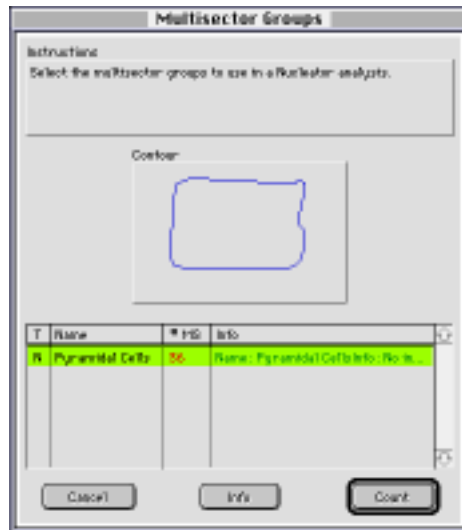 Multisector Groups
Instructions
Select the multisector groups to use in a Nucleator analysis.
Contour
T Name # MS Info
N Pyramidal Cells 36 Name: Pyramidal Cells Info: No in...
Cancel Info Count